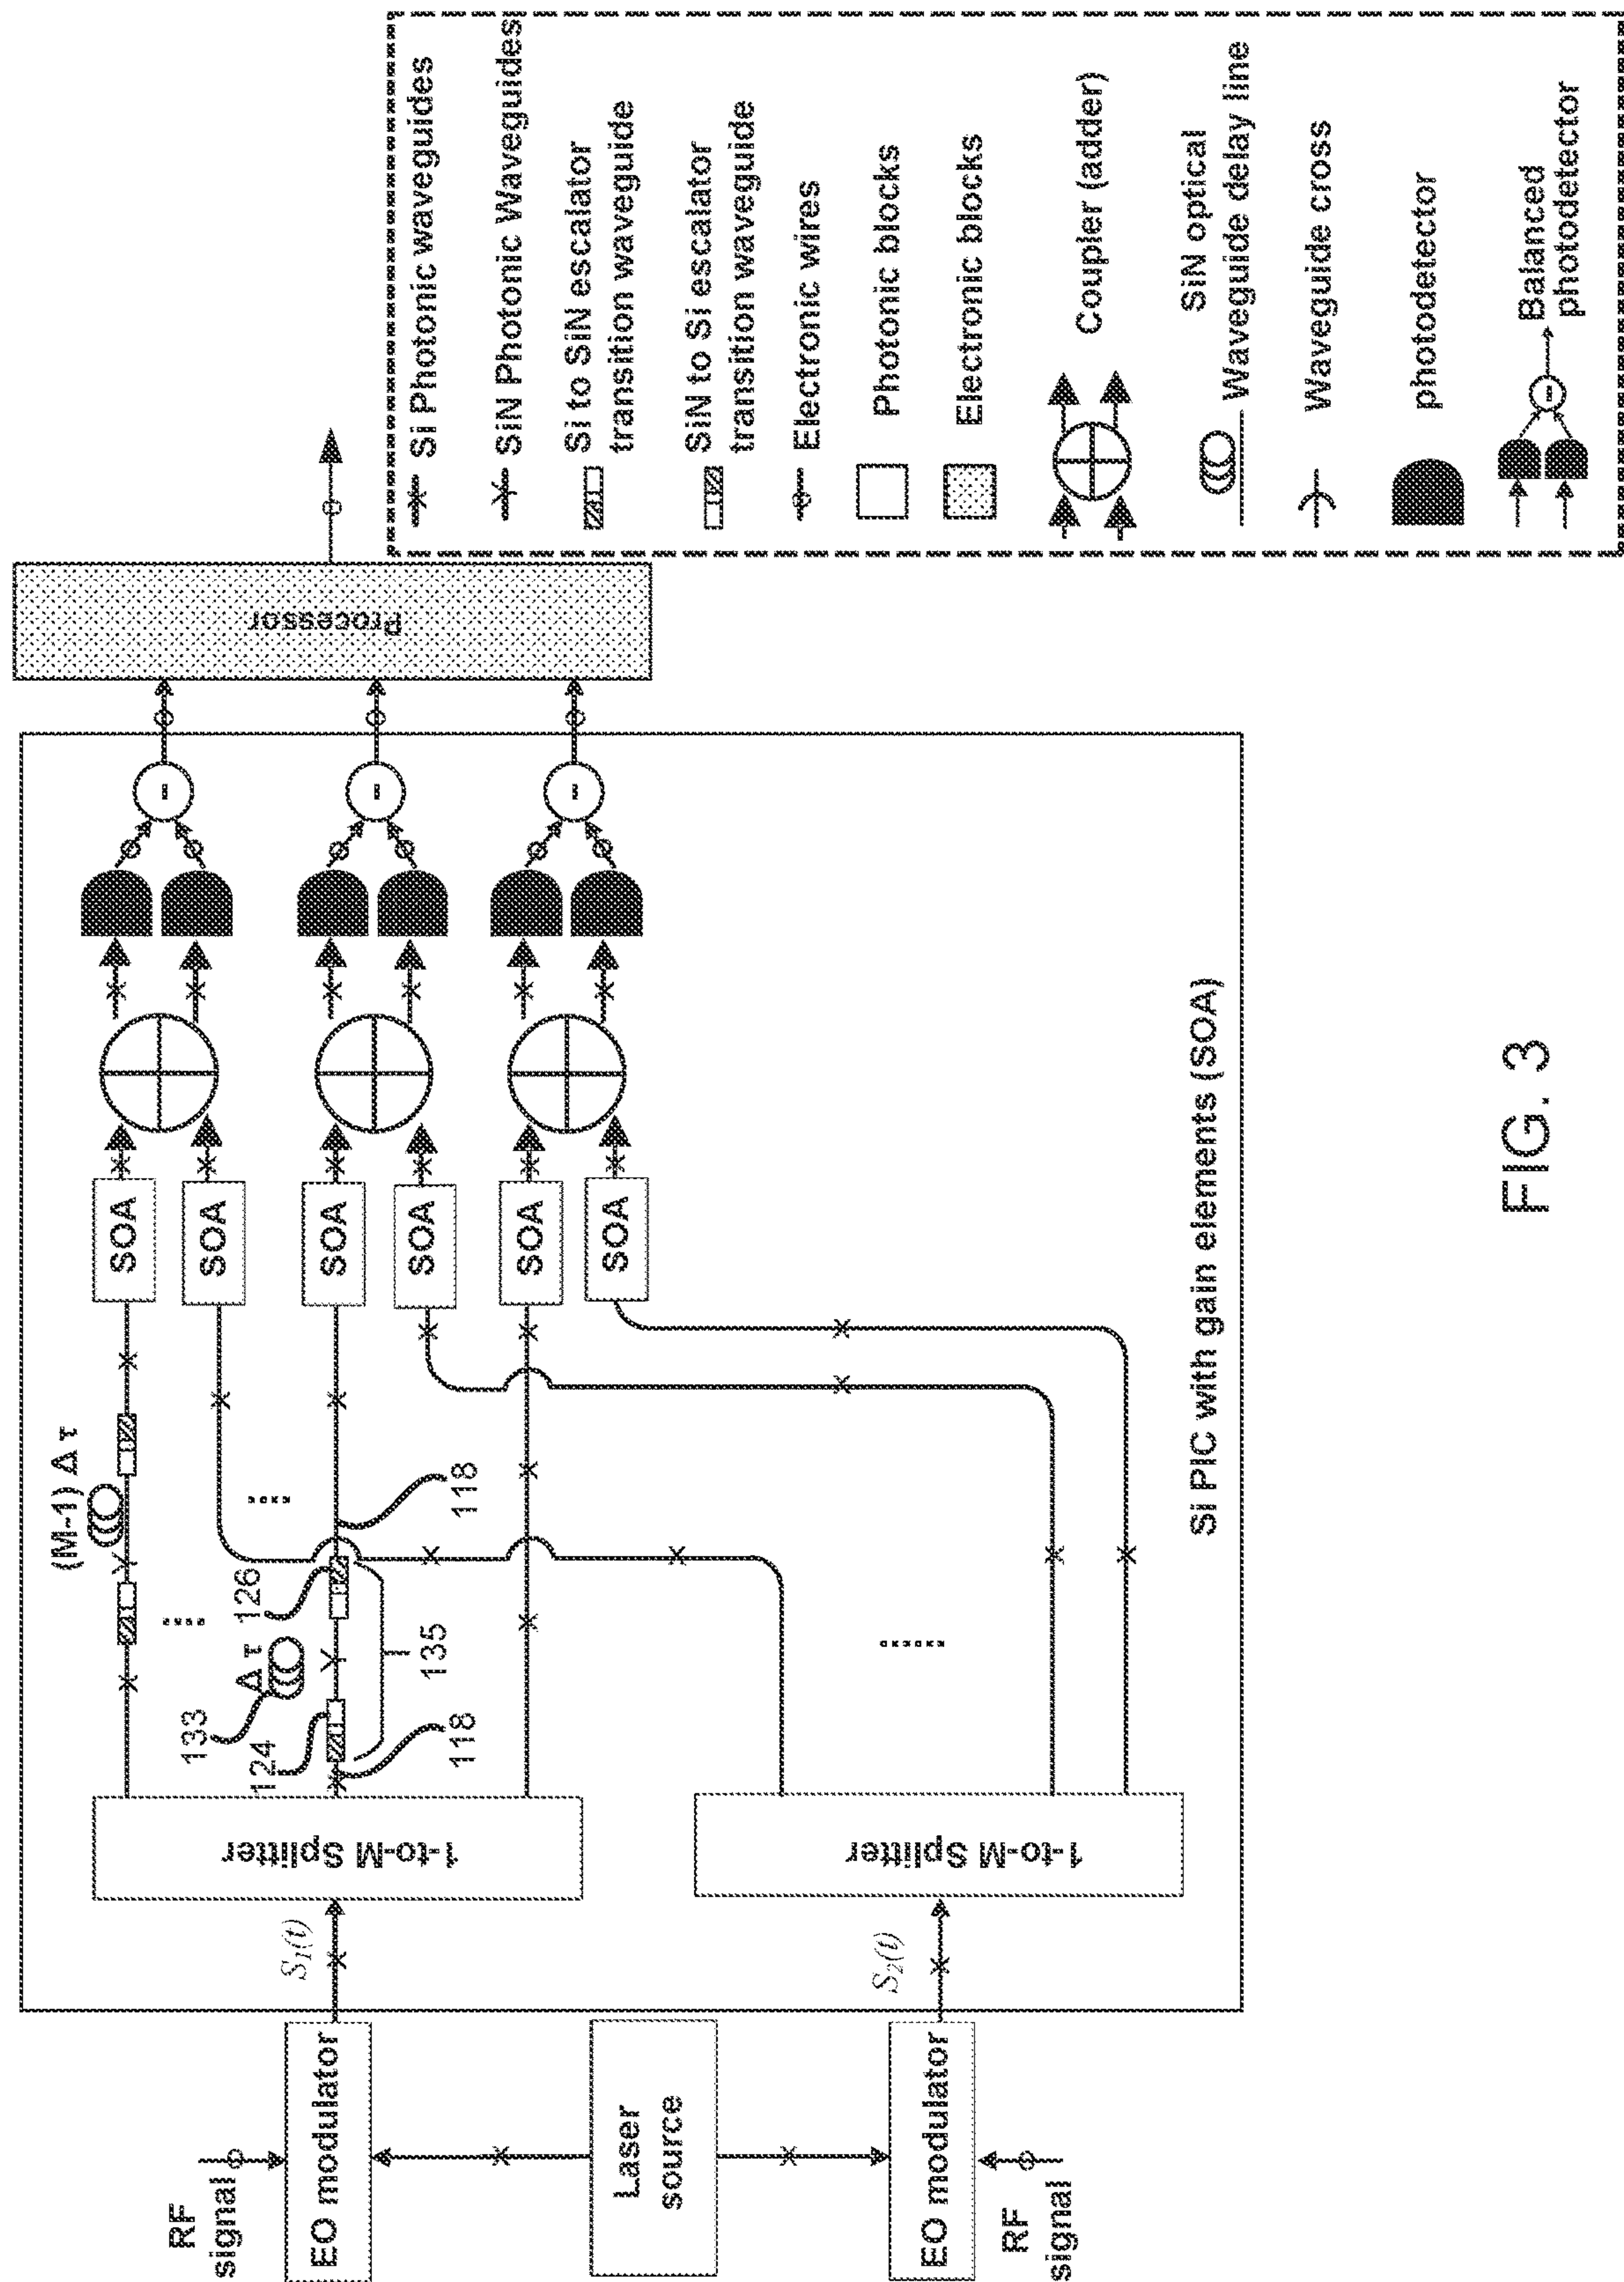 RF
signal
EO modulator
Laser
source
EO modulator
RF
signal
S₁(t)
S₂(t)
1-to-M Splitter
1-to-M Splitter
(M-1) Δ τ
....
....
133
Δ τ
124
126
118
118
135
......
SOA
SOA
SOA
SOA
SOA
SOA
-
-
-
Si PIC with gain elements (SOA)
Processor
Si Photonic waveguides
SiN Photonic Waveguides
Si to SiN escalator
transition waveguide
SiN to Si escalator
transition waveguide
Electronic wires
Photonic blocks
Electronic blocks
Coupler (adder)
SiN optical
Waveguide delay line
Waveguide cross
photodetector
-
Balanced
photodetector
FIG. 3